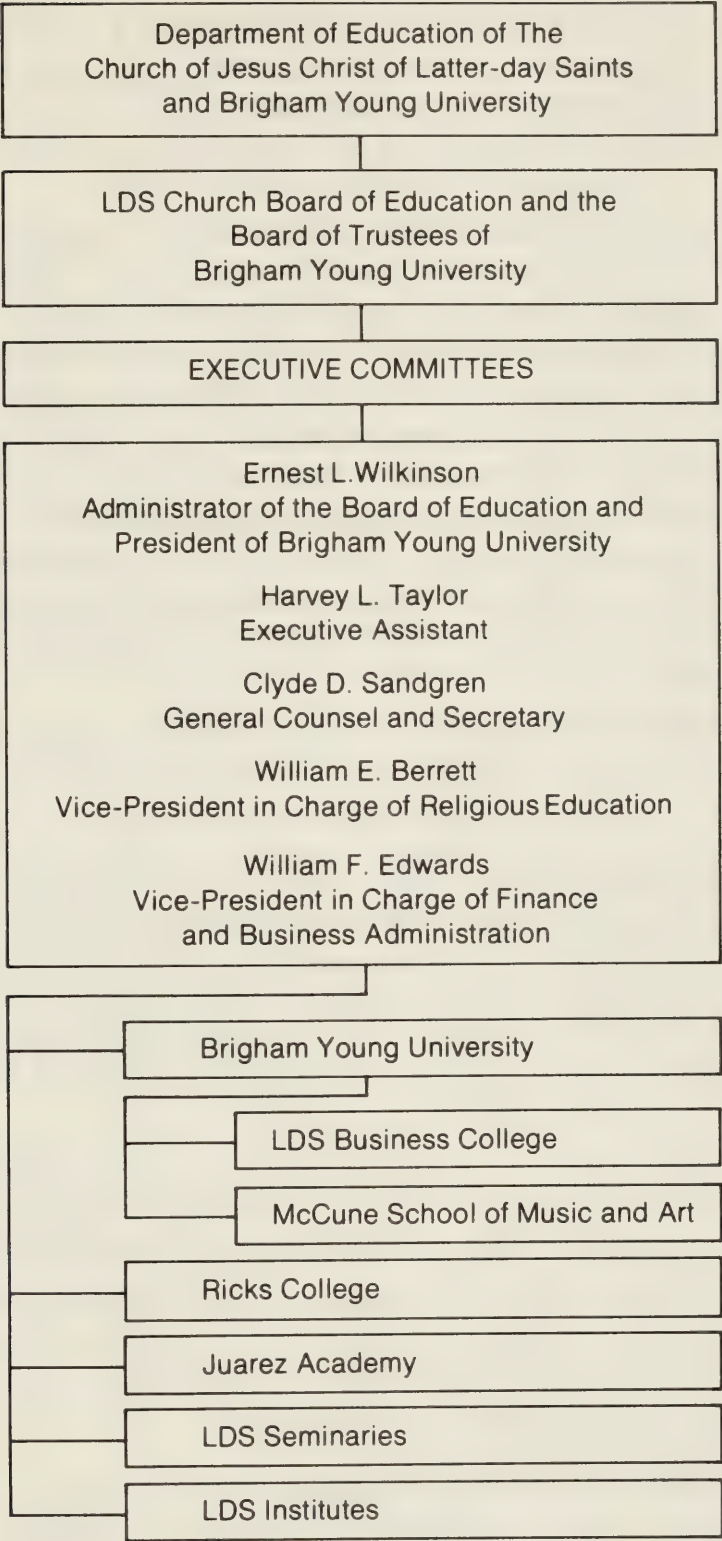 Department of Education of The
Church of Jesus Christ of Latter-day Saints
and Brigham Young University
LDS Church Board of Education and the
Board of Trustees of
Brigham Young University
EXECUTIVE COMMITTEES
Ernest L.Wilkinson
Administrator of the Board of Education and
President of Brigham Young University
Harvey L. Taylor
Executive Assistant
Clyde D. Sandgren
General Counsel and Secretary
William E. Berrett
Vice-President in Charge of Religious Education
William F. Edwards
Vice-President in Charge of Finance
and Business Administration
Brigham Young University
LDS Business College
McCune School of Music and Art
Ricks College
Juarez Academy
LDS Seminaries
LDS Institutes